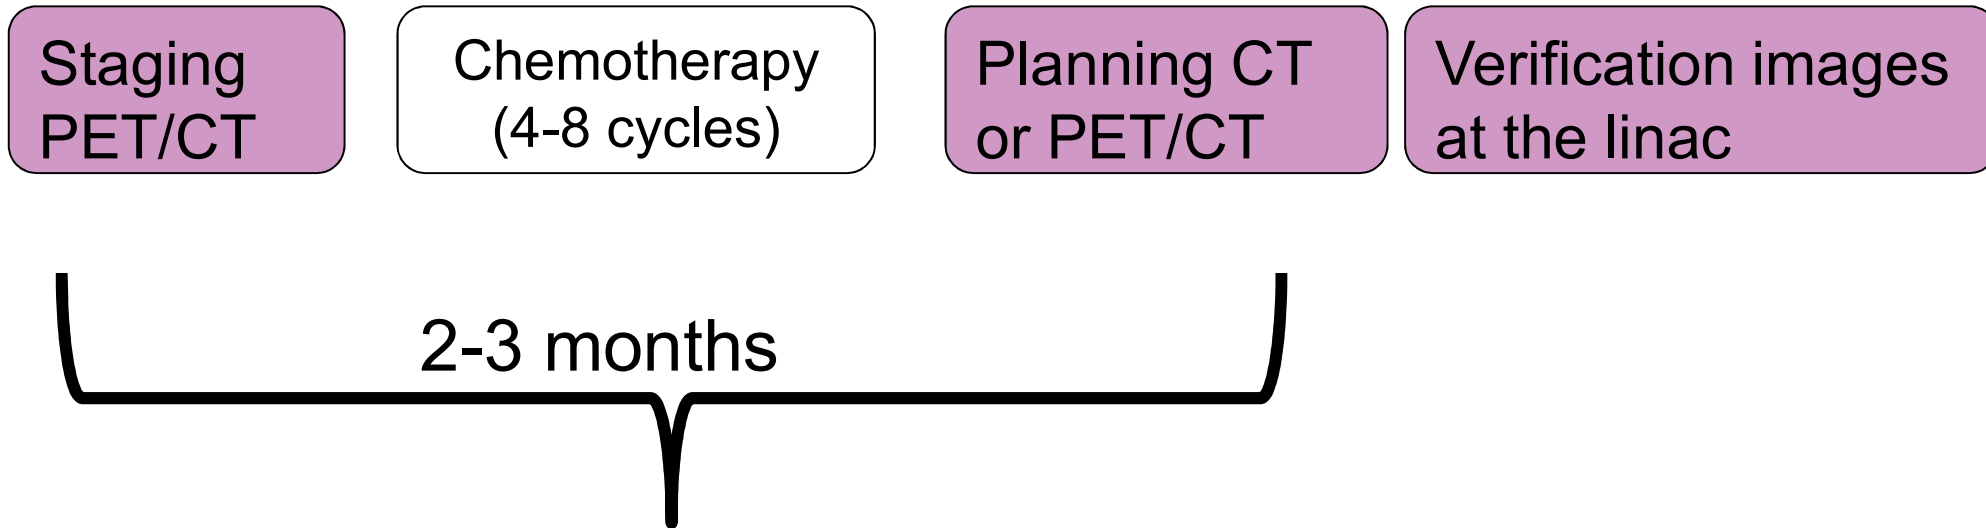 Staging
PET/CT
Chemotherapy
(4-8 cycles)
Planning CT
or PET/CT
Verification images
at the linac
2-3 months